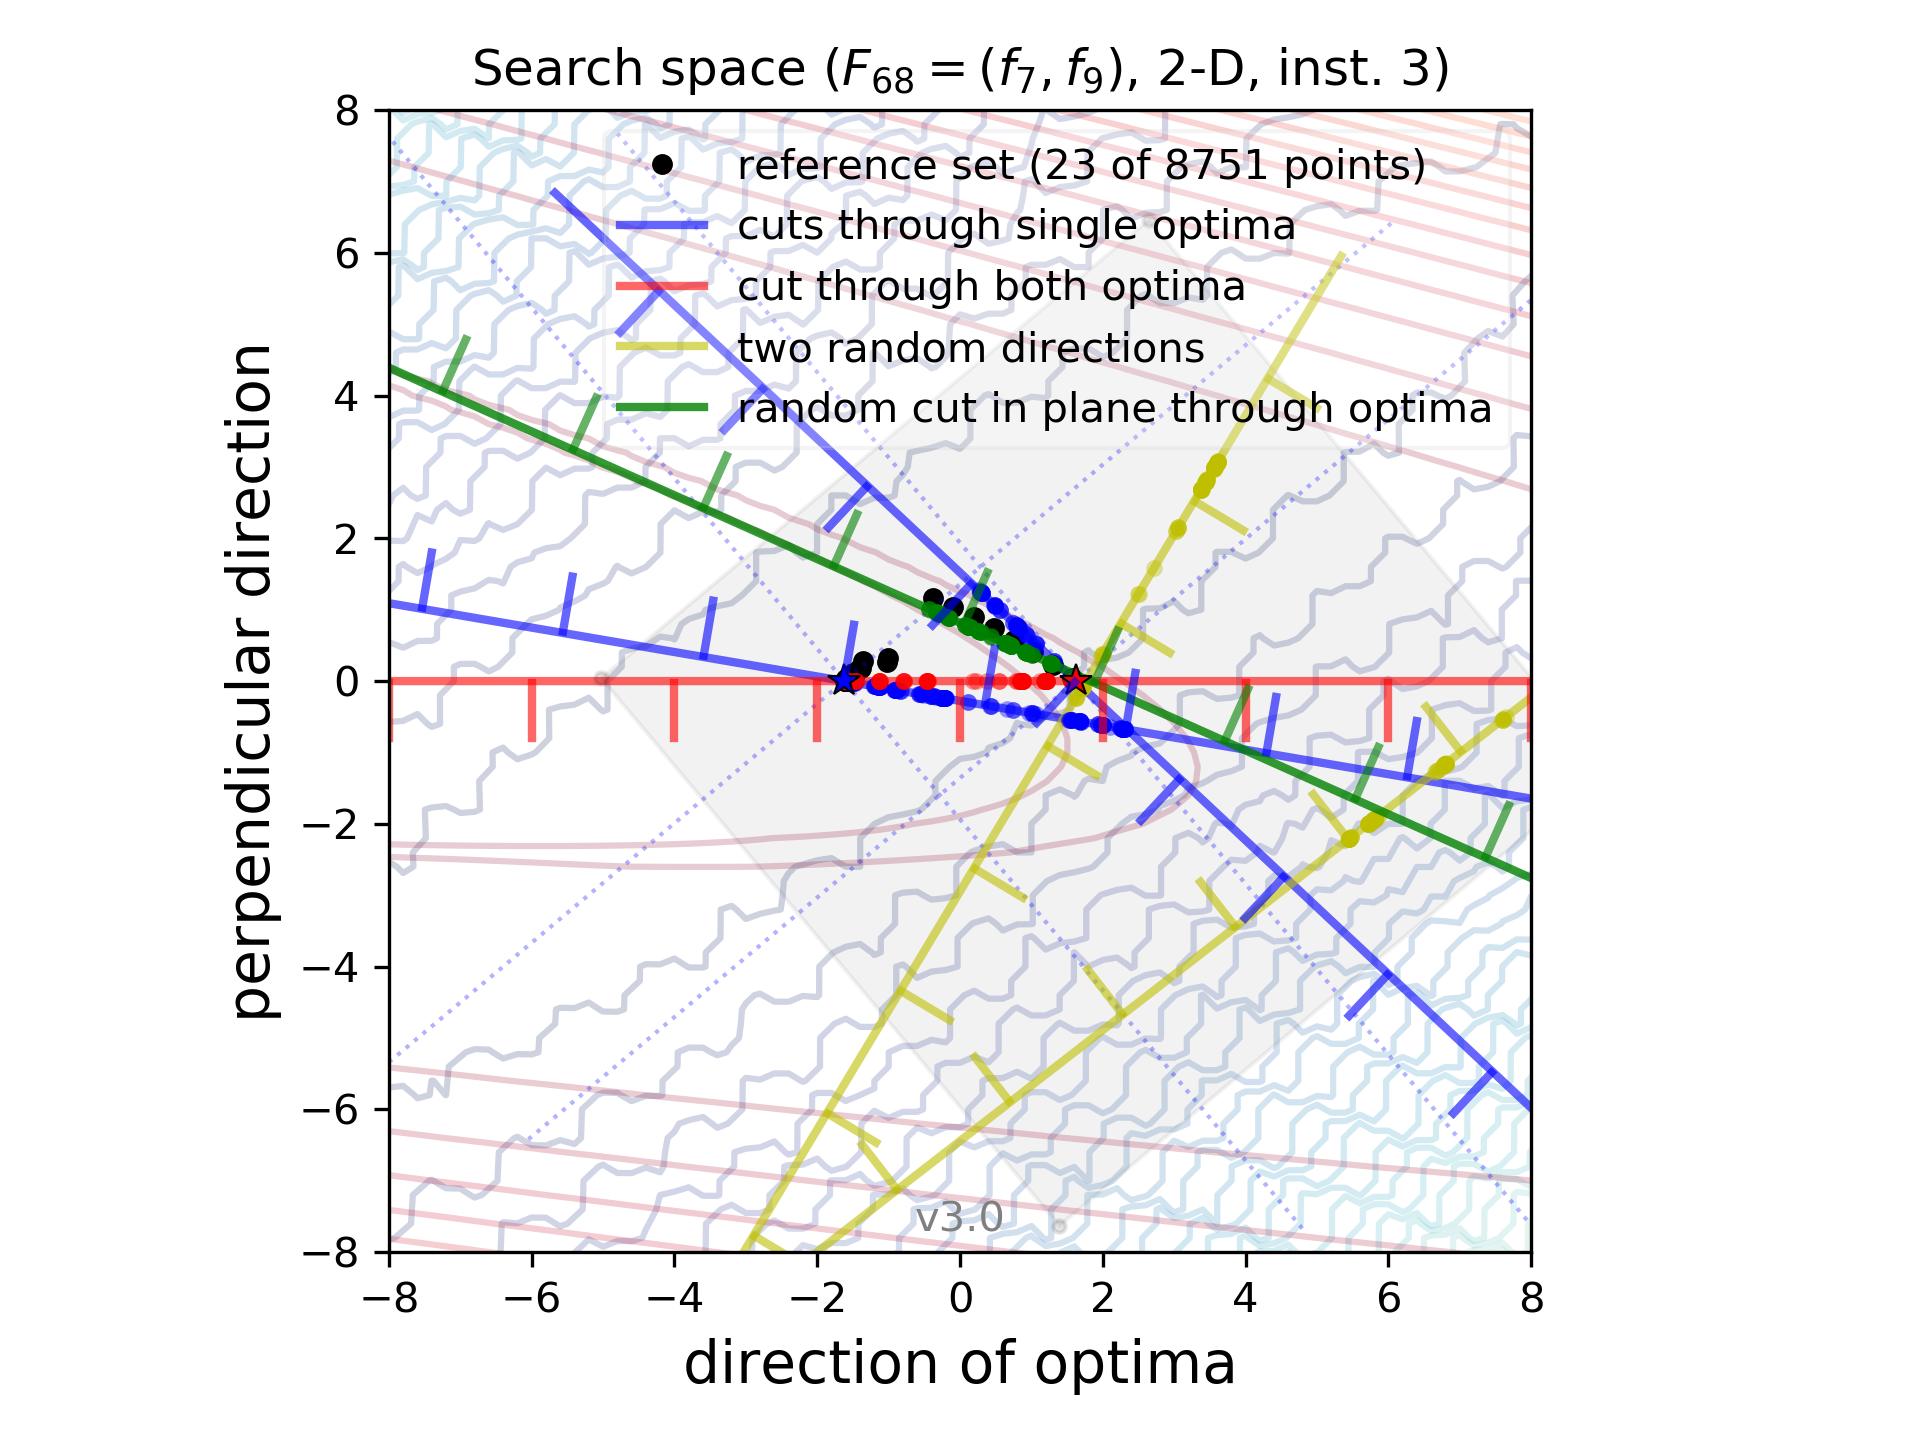 Search space (F68 = (f7, f9), 2-D, inst. 3)
reference set (23 of 8751 points)
cuts through single optima
cut through both optima
two random directions
random cut in plane through optima
perpendicular direction
8
6
4
2
0
−2
−4
−6
−8
v3.0
−8 −6 −4 −2 0 2 4 6 8
direction of optima